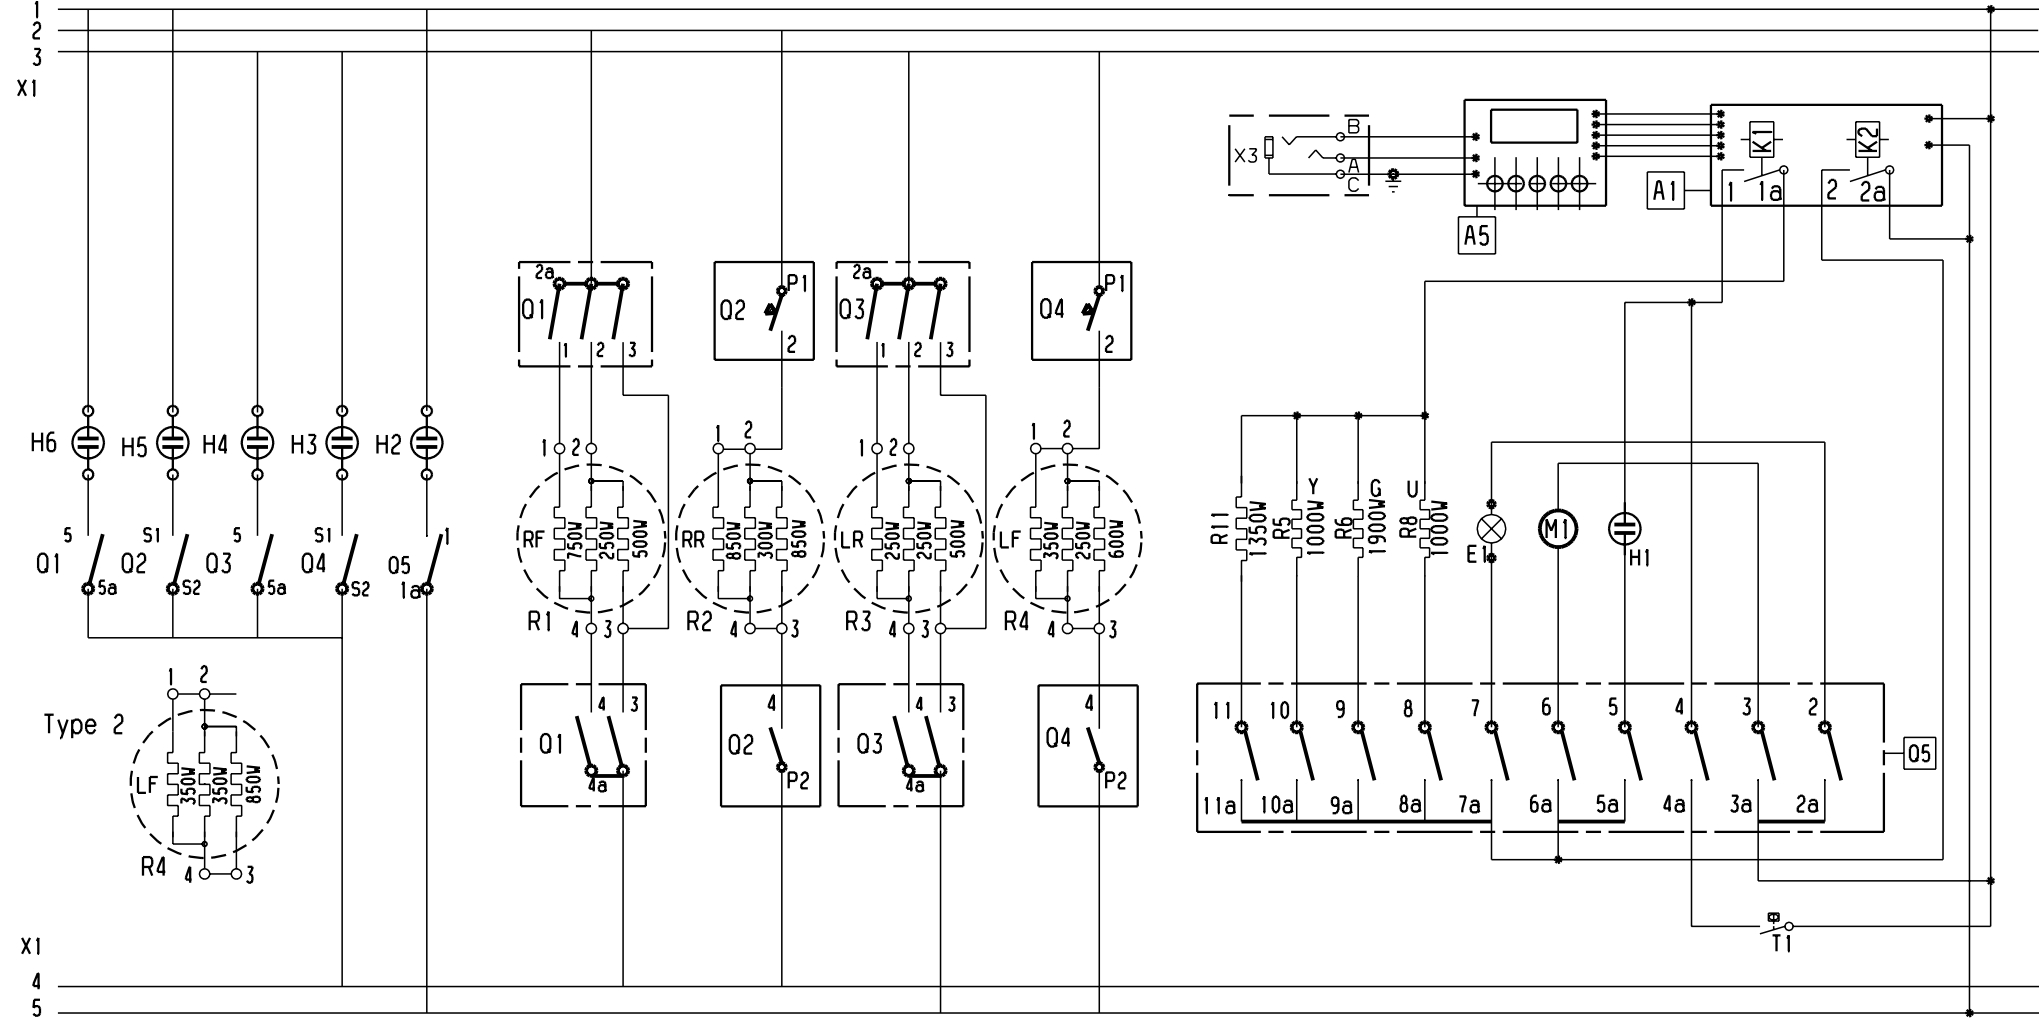 1
2
3
X1
X3 B
A
C
A5
A1
K1 K2
1 1a 2 2a
2a
Q1
1 2 3
P1
Q2
2
2a
Q3
1 2 3
P1
Q4
2
H6 H5 H4 H3 H2
5 S1 5 S1 1
Q1 Q2 Q3 Q4 Q5
5a S2 5a S2 1a
1 2
RF 750W 250W 500W
R1 4 3
1 2
RR 850W 300W 850W
R2 4 3
1 2
LR 250W 250W 500W
R3 4 3
1 2
LF 350W 250W 600W
R4 4 3
Y G U
R11 1350W R5 1000W R6 1900W R8 1000W
E1 M1 H1
Type 2
1 2
LF 350W 350W 850W
R4 4 3
4 3
Q1
4a
4
Q2
P2
4 3
Q3
4a
4
Q4
P2
11 10 9 8 7 6 5 4 3 2
Q5
11a 10a 9a 8a 7a 6a 5a 4a 3a 2a
T1
X1
4
5